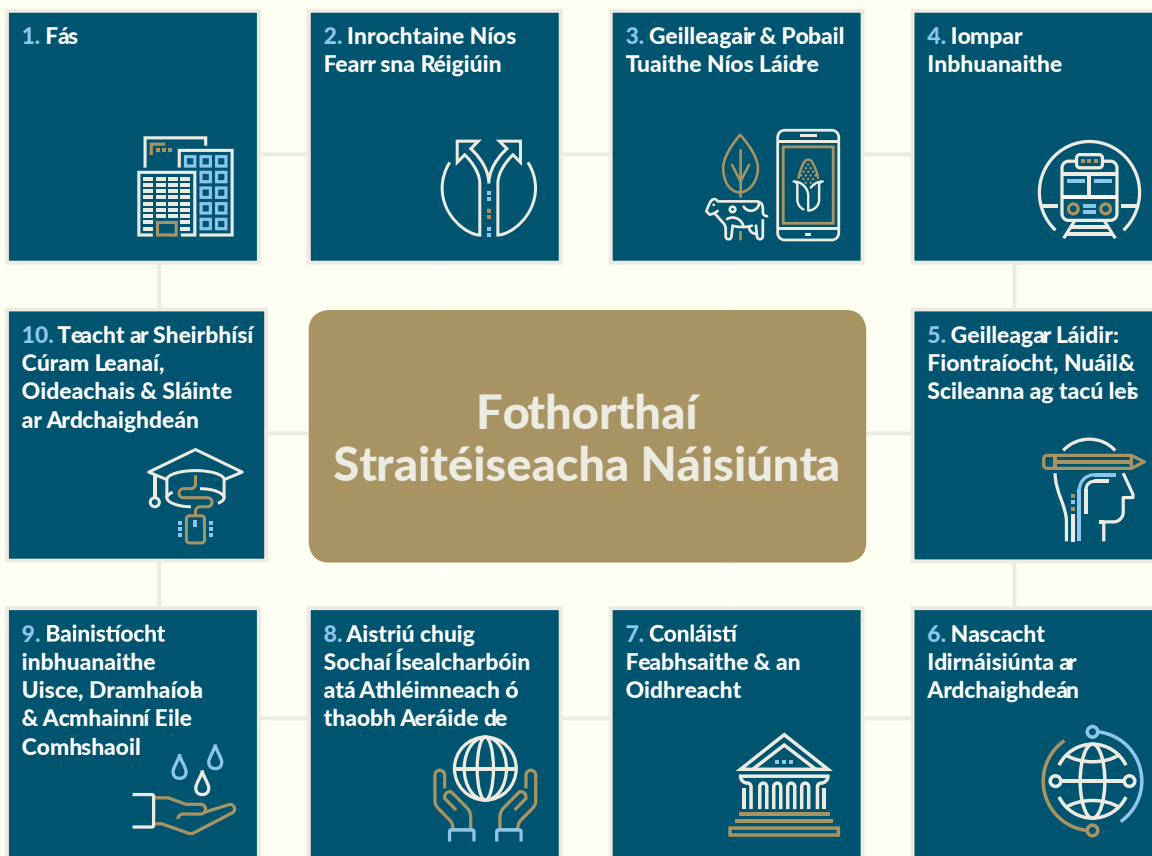 1. Fás
2. Inrochtaine Níos
Fearr sna Réigiúin
3. Geilleagair & Pobail
Tuaithe Níos Láidre
4. Iompar
Inbhuanaithe
10. Teacht ar Sheirbhísí
Cúram Leanaí,
Oideachais & Sláinte
ar Ardchaighdeán
Fothorthaí
Straitéiseacha Náisiúnta
5. Geilleagar Láidir:
Fiontraíocht, Nuáil&
Scileanna ag tacú leis
9. Bainistíocht
inbhuanaithe
Uisce, Dramhaíola
& Acmhainní Eile
Comhshaoil
8. Aistriú chuig
Sochaí Ísealcharbóin
atá Athléimneach ó
thaobh Aeráide de
7. Conláistí
Feabhsaithe & an
Oidhreacht
6. Nascacht
Idirnáisiúnta ar
Ardchaighdeán